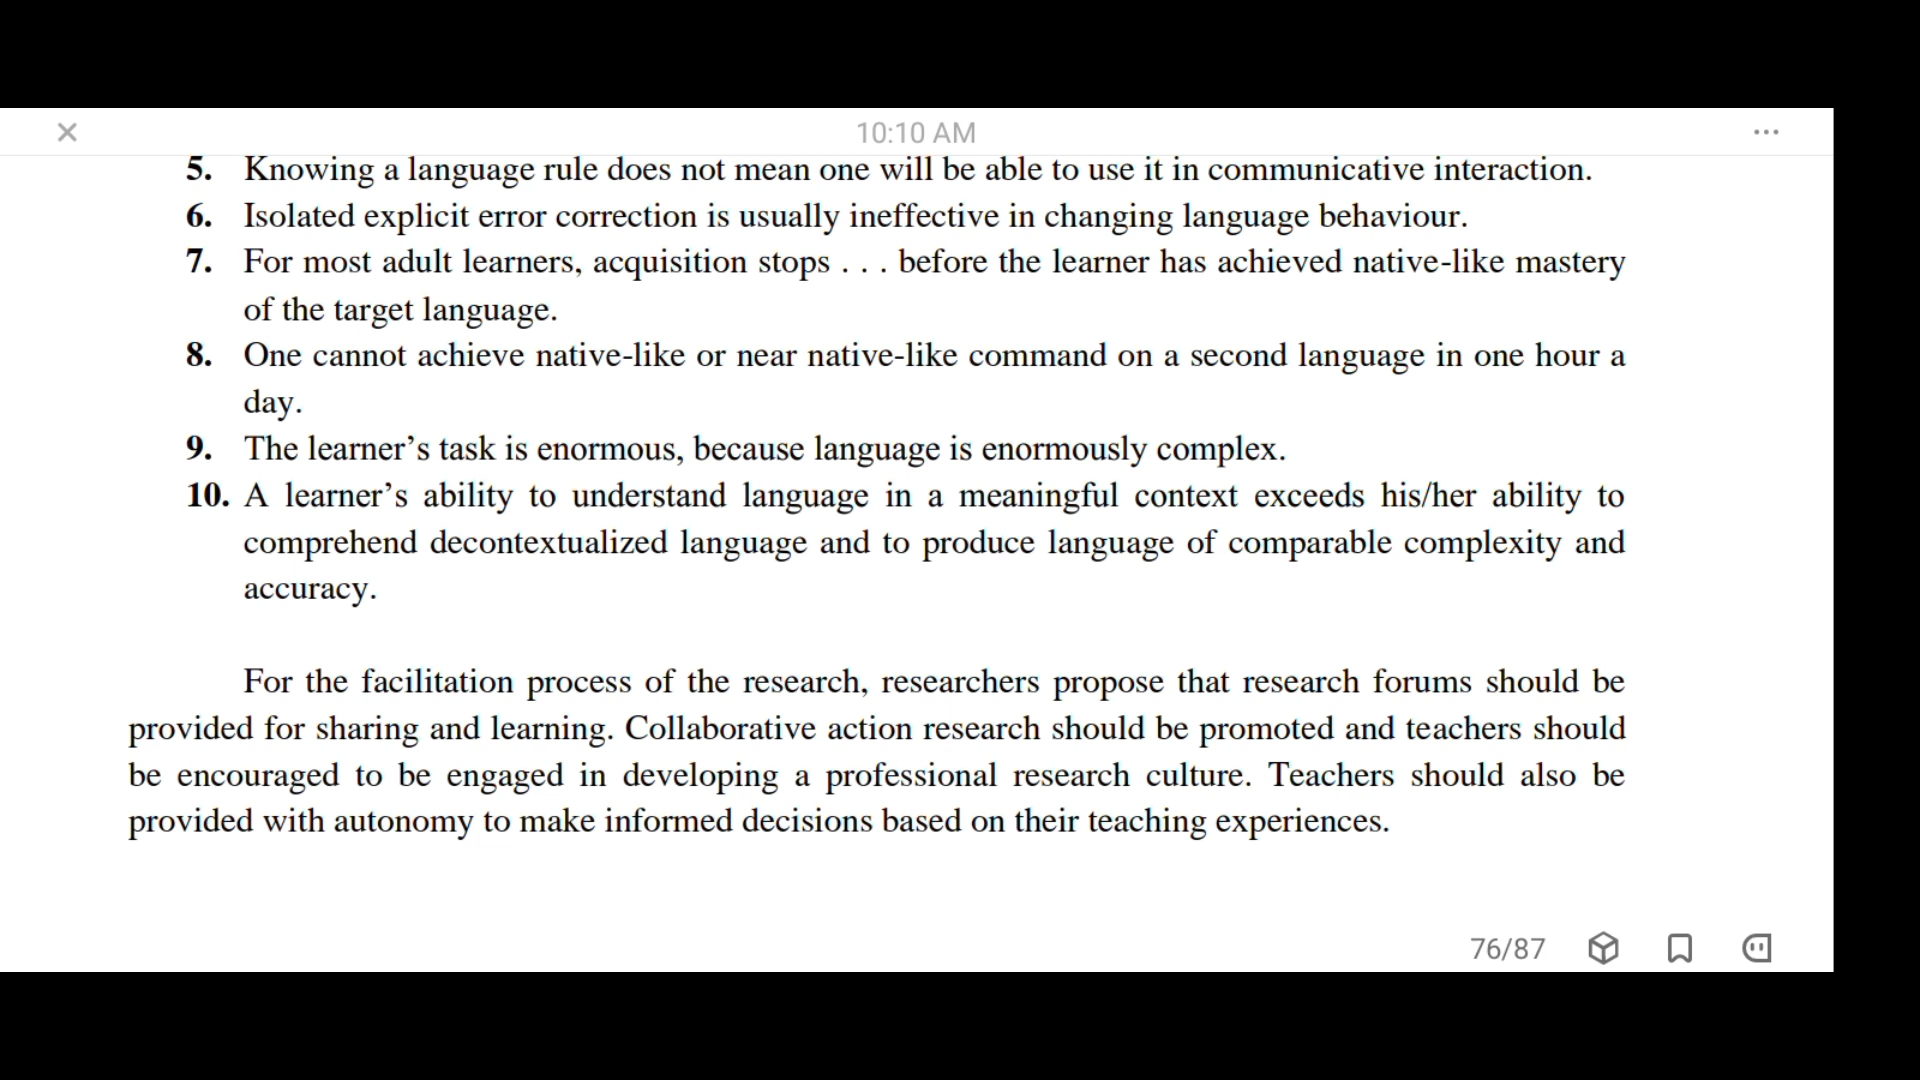 10:10 AM
5. Knowing a language rule does not mean one will be able to use it in communicative interaction.
6. Isolated explicit error correction is usually ineffective in changing language behaviour.
7. For most adult learners, acquisition stops . . . before the learner has achieved native-like mastery
of the target language.
8. One cannot achieve native-like or near native-like command on a second language in one hour a
day.
9. The learner’s task is enormous, because language is enormously complex.
10. A learner’s ability to understand language in a meaningful context exceeds his/her ability to
comprehend decontextualized language and to produce language of comparable complexity and
accuracy.
For the facilitation process of the research, researchers propose that research forums should be
provided for sharing and learning. Collaborative action research should be promoted and teachers should
be encouraged to be engaged in developing a professional research culture. Teachers should also be
provided with autonomy to make informed decisions based on their teaching experiences.
76/87